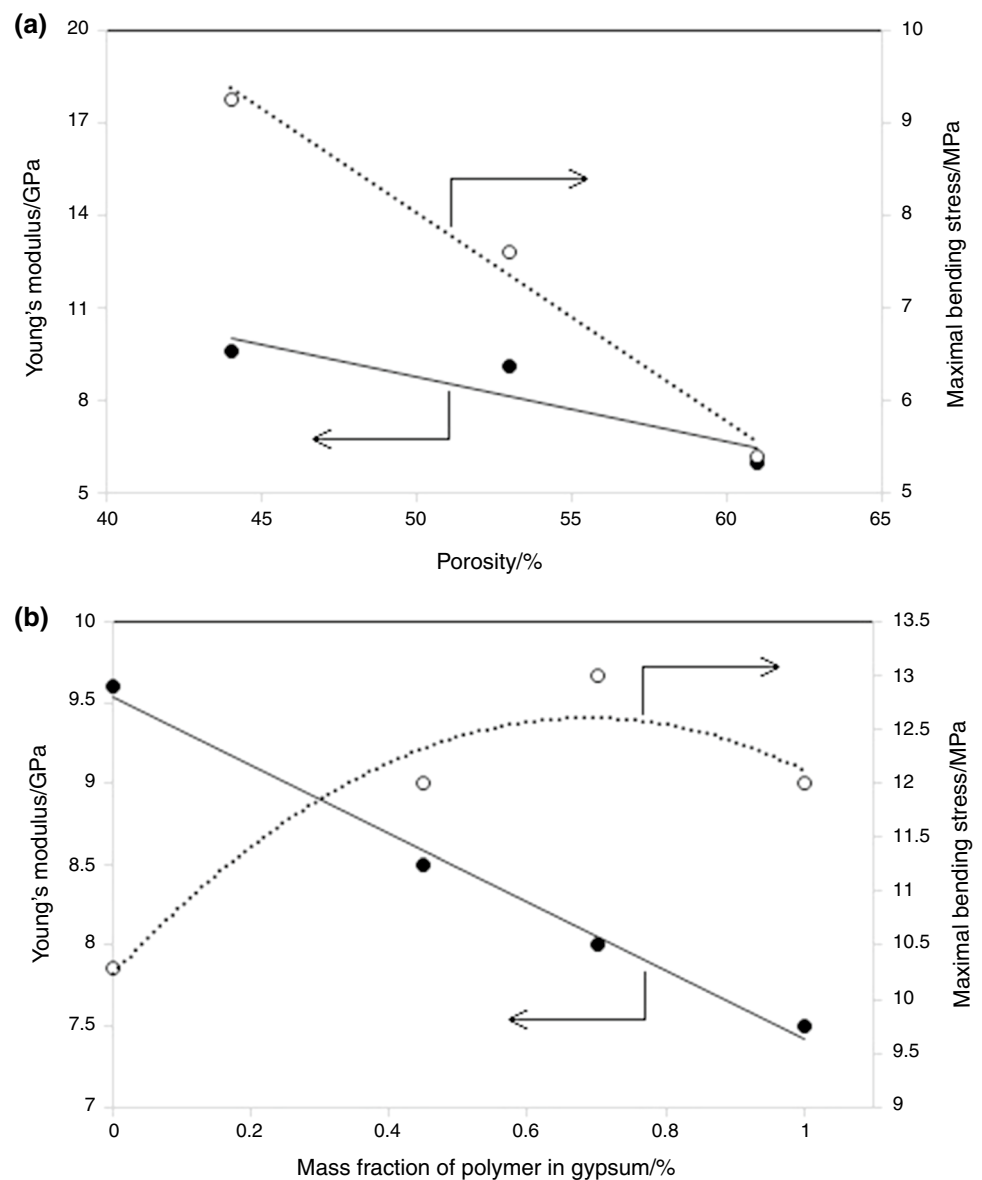 (a)
20
17
14
11
8
5
Young's modulus/GPa
10
9
8
7
6
5
Maximal bending stress/MPa
40 45 50 55 60 65
Porosity/%
(b)
10
9.5
9
8.5
8
7.5
7
Young's modulus/GPa
13.5
13
12.5
12
11.5
11
10.5
10
9.5
9
Maximal bending stress/MPa
0 0.2 0.4 0.6 0.8 1
Mass fraction of polymer in gypsum/%